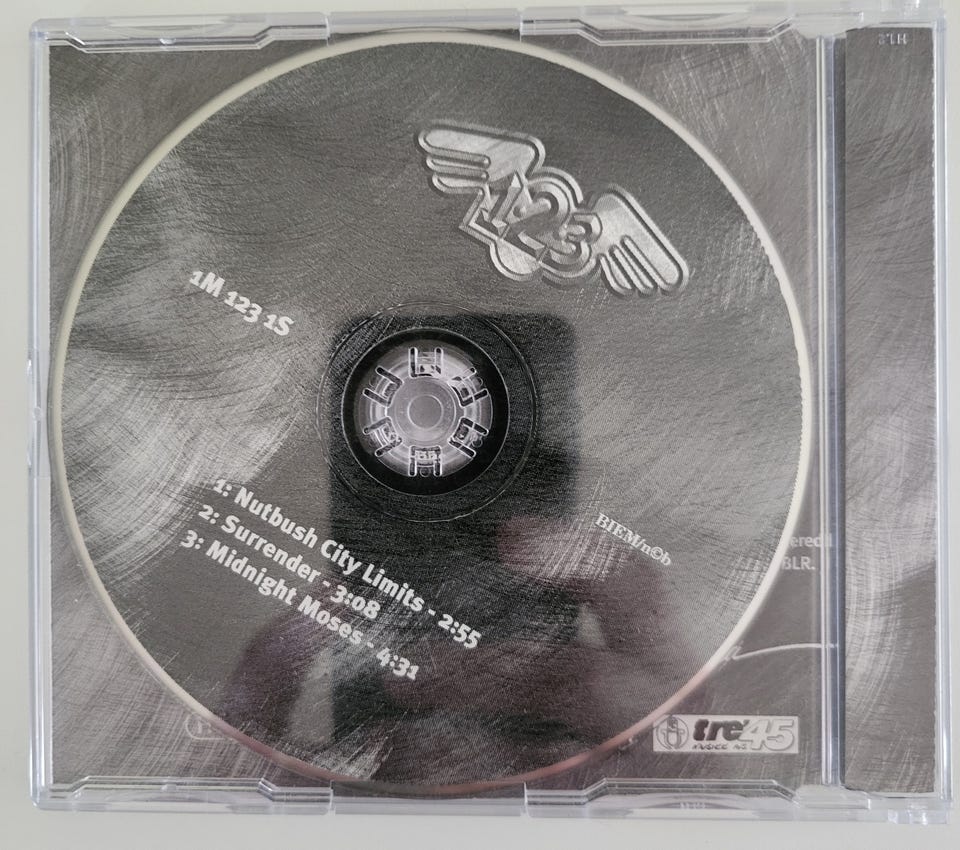 123
1M 123 1S
BIEM/n©b
1: Nutbush City Limits - 2:55
2: Surrender - 3:08
3: Midnight Moses - 4:31
BLR.
tre'45